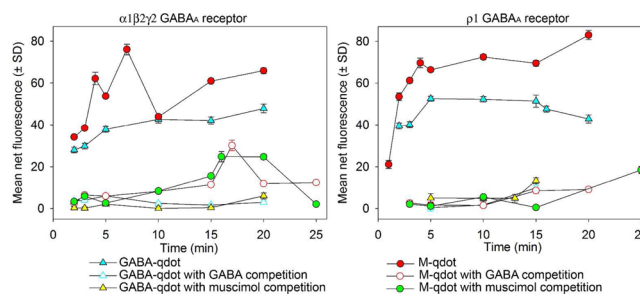 α1β2γ2 GABAA receptor
ρ1 GABAA receptor
Mean net fluorescence (± SD)
80
60
40
20
0
0 5 10 15 20 25
Time (min)
Mean net fluorescence (± SD)
80
60
40
20
0
0 5 10 15 20 25
Time (min)
GABA-qdot
GABA-qdot with GABA competition
GABA-qdot with muscimol competition
M-qdot
M-qdot with GABA competition
M-qdot with muscimol competition